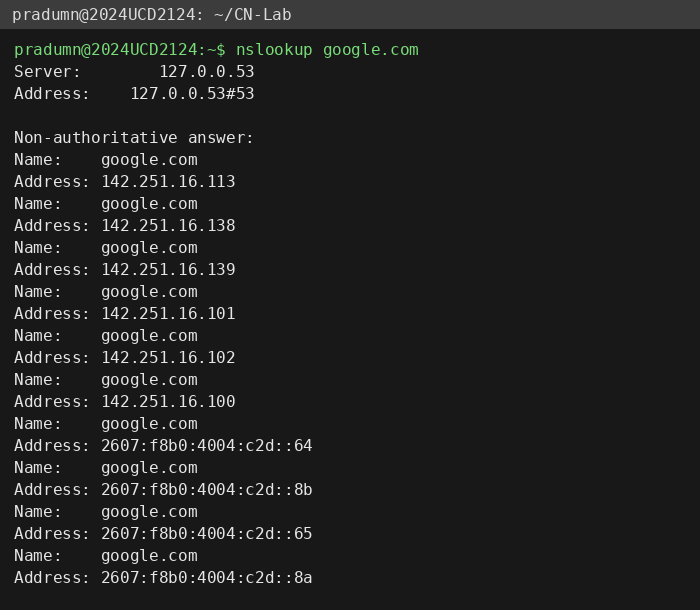 pradumn@2024UCD2124: ~/CN-Lab
pradumn@2024UCD2124:~$ nslookup google.com
Server:        127.0.0.53
Address:    127.0.0.53#53

Non-authoritative answer:
Name:    google.com
Address: 142.251.16.113
Name:    google.com
Address: 142.251.16.138
Name:    google.com
Address: 142.251.16.139
Name:    google.com
Address: 142.251.16.101
Name:    google.com
Address: 142.251.16.102
Name:    google.com
Address: 142.251.16.100
Name:    google.com
Address: 2607:f8b0:4004:c2d::64
Name:    google.com
Address: 2607:f8b0:4004:c2d::8b
Name:    google.com
Address: 2607:f8b0:4004:c2d::65
Name:    google.com
Address: 2607:f8b0:4004:c2d::8a